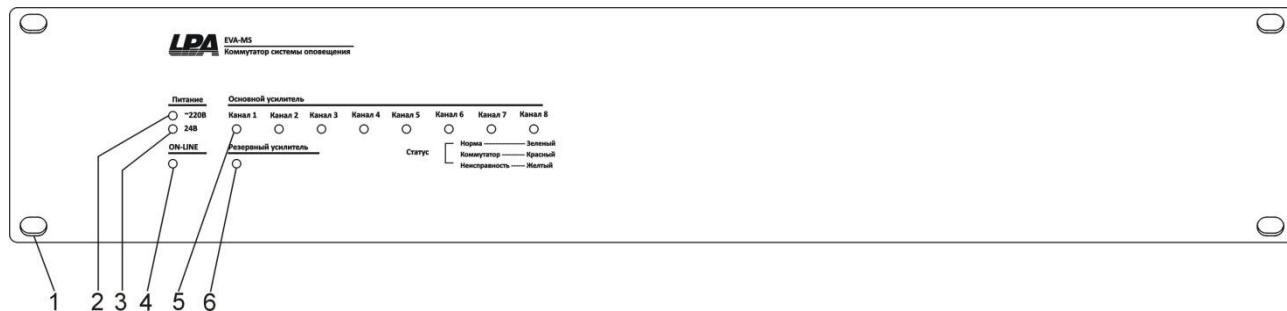 LPA
EVA-MS
Коммутатор системы оповещения
Питание
Основной усилитель
~220В
Канал 1 Канал 2 Канал 3 Канал 4 Канал 5 Канал 6 Канал 7 Канал 8
24В
ON-LINE
Резервный усилитель
Статус
Норма Зеленый
Коммутатор Красный
Неисправность Желтый
1 2 3 4 5 6